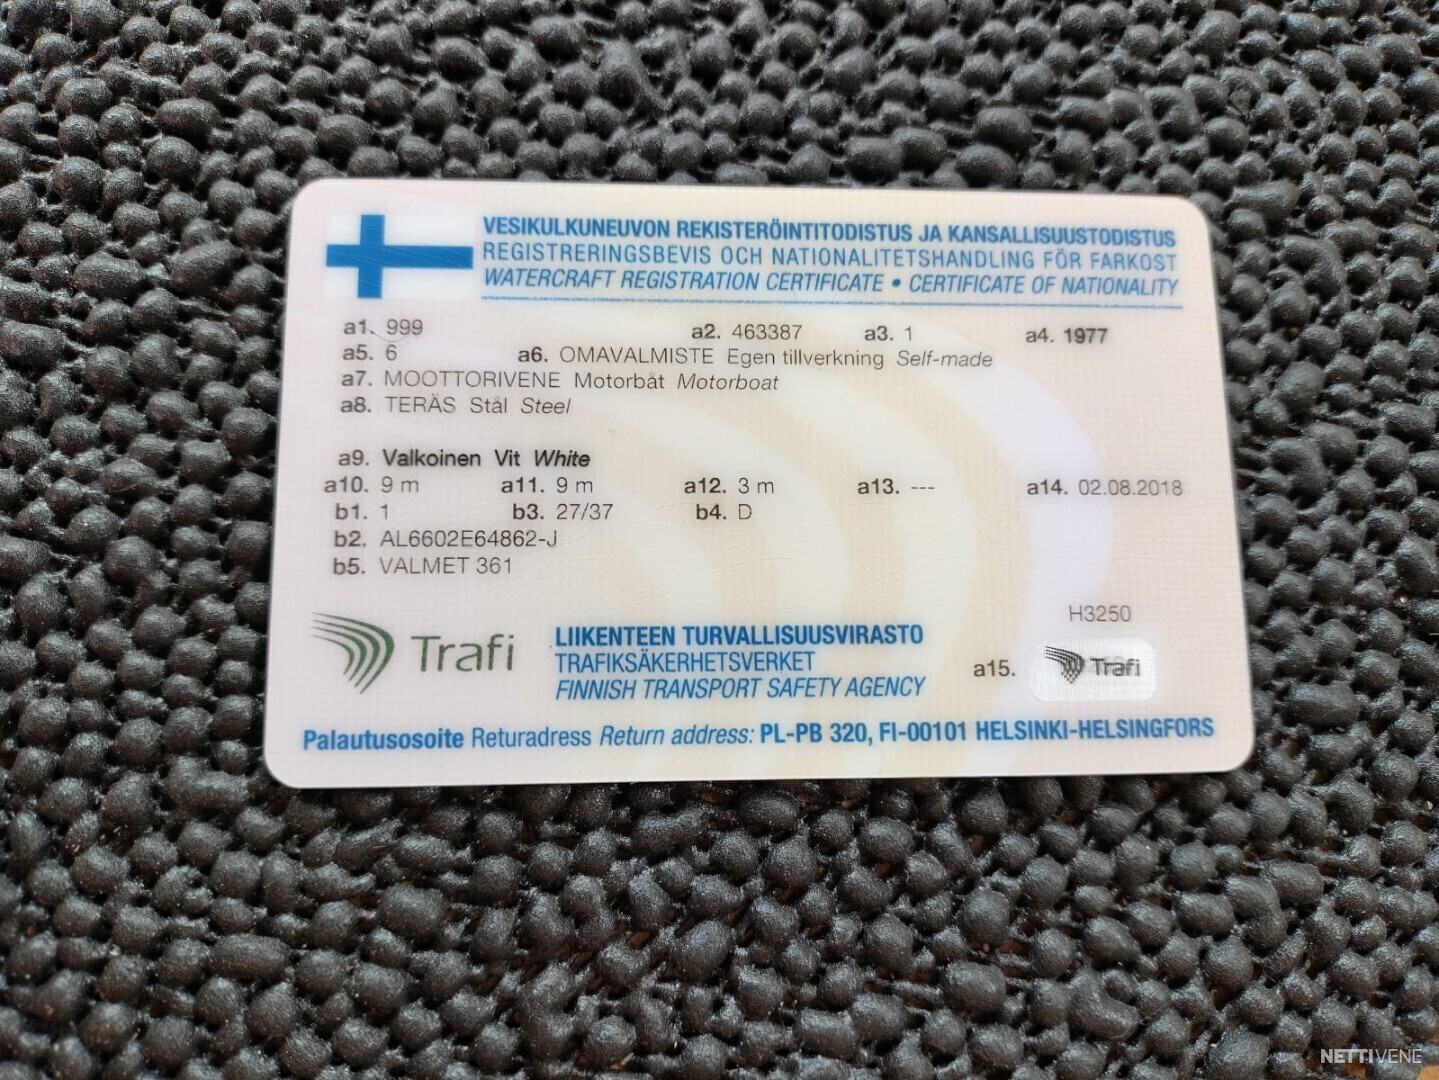 VESIKULKUNEUVON REKISTERÖINTITODISTUS JA KANSALLISUUSTODISTUS
REGISTRERINGSBEVIS OCH NATIONALITETSHANDLING FÖR FARKOST
WATERCRAFT REGISTRATION CERTIFICATE • CERTIFICATE OF NATIONALITY
a1. 999 a2. 463387 a3. 1 a4. 1977
a5. 6 a6. OMAVALMISTE Egen tillverkning Self-made
a7. MOOTTORIVENE Motorbåt Motorboat
a8. TERÄS Stål Steel
a9. Valkoinen Vit White
a10. 9 m a11. 9 m a12. 3 m a13. --- a14. 02.08.2018
b1. 1 b3. 27/37 b4. D
b2. AL6602E64862-J
b5. VALMET 361
H3250
Trafi LIIKENTEEN TURVALLISUUSVIRASTO
TRAFIKSÄKERHETSVERKET
FINNISH TRANSPORT SAFETY AGENCY
a15. Trafi
Palautusosoite Returadress Return address: PL-PB 320, FI-00101 HELSINKI-HELSINGFORS
NETTIVENE